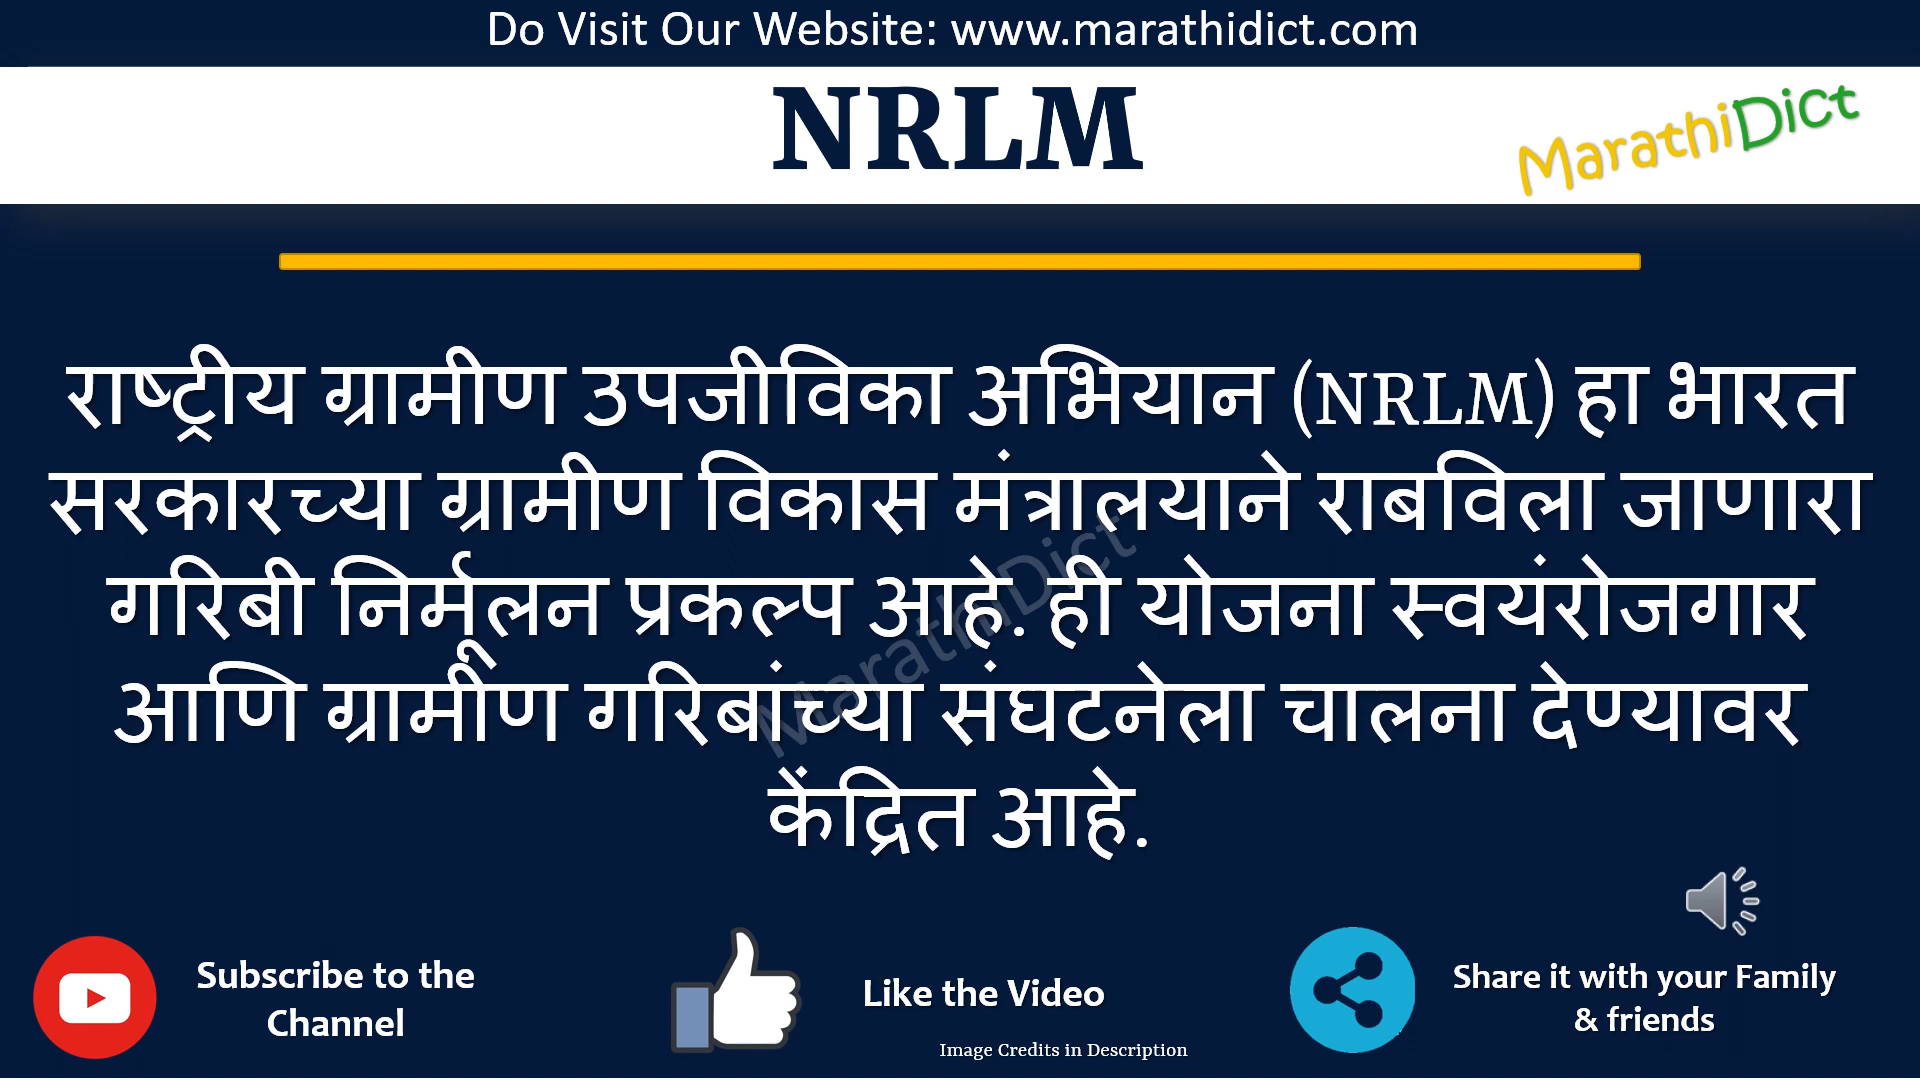 Do Visit Our Website: www.marathidict.com
NRLM
MarathiDict
राष्ट्रीय ग्रामीण उपजीविका अभियान (NRLM) हा भारत
सरकारच्या ग्रामीण विकास मंत्रालयाने राबविला जाणारा
गरिबी निर्मूलन प्रकल्प आहे. ही योजना स्वयंरोजगार
आणि ग्रामीण गरिबांच्या संघटनेला चालना देण्यावर
केंद्रित आहे.
MarathiDict
Subscribe to the
Channel
Like the Video
Share it with your Family
& friends
Image Credits in Description